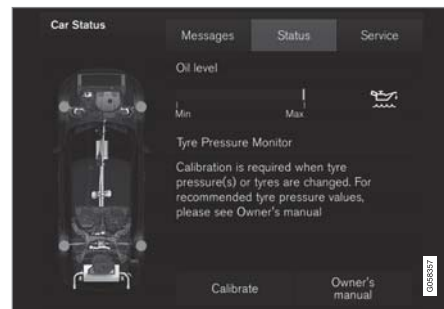 Car Status
Messages Status Service
Oil level
Min Max
Tyre Pressure Monitor
Calibration is required when tyre
pressure(s) or tyres are changed. For
recommended tyre pressure values,
please see Owner's manual
Calibrate Owner's
manual
G058357